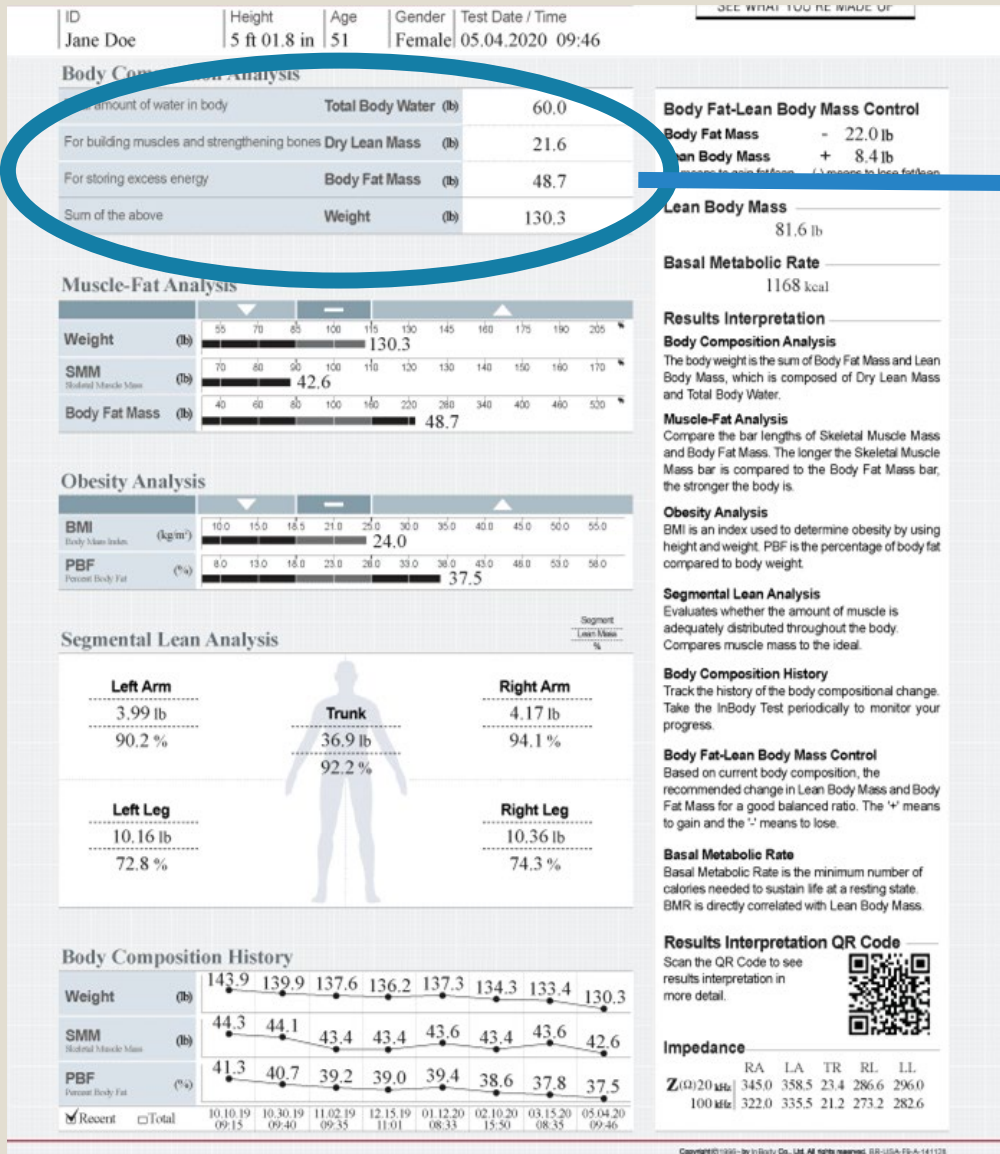 SEE WHAT YOU'RE MADE OF
ID Height Age Gender Test Date / Time
Jane Doe 5 ft 01.8 in 51 Female 05.04.2020 09:46
Body Composition Analysis
amount of water in body Total Body Water (lb) 60.0
For building muscles and strengthening bones Dry Lean Mass (lb) 21.6
For storing excess energy Body Fat Mass (lb) 48.7
Sum of the above Weight (lb) 130.3
Muscle-Fat Analysis
Weight (lb) 55 70 85 100 115 130 145 160 175 190 205 %
130.3
SMM (lb) 70 80 90 100 110 120 130 140 150 160 170 %
Skeletal Muscle Mass 42.6
Body Fat Mass (lb) 40 60 80 100 160 220 280 340 400 460 520 %
48.7
Obesity Analysis
BMI (kg/m²) 10.0 15.0 18.5 21.0 25.0 30.0 35.0 40.0 45.0 50.0 55.0
Body Mass Index 24.0
PBF (%) 8.0 13.0 18.0 23.0 28.0 33.0 38.0 43.0 48.0 53.0 58.0
Percent Body Fat 37.5
Segmental Lean Analysis
Segment
Lean Mass
%
Left Arm
3.99 lb
90.2 %
Trunk
36.9 lb
92.2 %
Right Arm
4.17 lb
94.1 %
Left Leg
10.16 lb
72.8 %
Right Leg
10.36 lb
74.3 %
Body Composition History
Weight (lb) 143.9 139.9 137.6 136.2 137.3 134.3 133.4 130.3
SMM (lb) 44.3 44.1 43.4 43.4 43.6 43.4 43.6 42.6
Skeletal Muscle Mass
PBF (%) 41.3 40.7 39.2 39.0 39.4 38.6 37.8 37.5
Percent Body Fat
Recent Total 10.10.19 10.30.19 11.02.19 12.15.19 01.12.20 02.10.20 03.15.20 05.04.20
09:15 09:40 09:35 11:01 08:33 15:50 08:35 09:46
Body Fat-Lean Body Mass Control
Body Fat Mass - 22.0 lb
Lean Body Mass + 8.4 lb
means to gain fat/lean (-) means to lose fat/lean
Lean Body Mass
81.6 lb
Basal Metabolic Rate
1168 kcal
Results Interpretation
Body Composition Analysis
The body weight is the sum of Body Fat Mass and Lean
Body Mass, which is composed of Dry Lean Mass
and Total Body Water.
Muscle-Fat Analysis
Compare the bar lengths of Skeletal Muscle Mass
and Body Fat Mass. The longer the Skeletal Muscle
Mass bar is compared to the Body Fat Mass bar,
the stronger the body is.
Obesity Analysis
BMI is an index used to determine obesity by using
height and weight. PBF is the percentage of body fat
compared to body weight.
Segmental Lean Analysis
Evaluates whether the amount of muscle is
adequately distributed throughout the body.
Compares muscle mass to the ideal.
Body Composition History
Track the history of the body compositional change.
Take the InBody Test periodically to monitor your
progress.
Body Fat-Lean Body Mass Control
Based on current body composition, the
recommended change in Lean Body Mass and Body
Fat Mass for a good balanced ratio. The '+' means
to gain and the '-' means to lose.
Basal Metabolic Rate
Basal Metabolic Rate is the minimum number of
calories needed to sustain life at a resting state.
BMR is directly correlated with Lean Body Mass.
Results Interpretation QR Code
Scan the QR Code to see
results interpretation in
more detail.
Impedance
RA LA TR RL LL
Z(Ω) 20 kHz 345.0 358.5 23.4 286.6 296.0
100 kHz 322.0 335.5 21.2 273.2 282.6
Copyright©1996~ by InBody Co., Ltd. All rights reserved. BR-USA-F9-A-141128